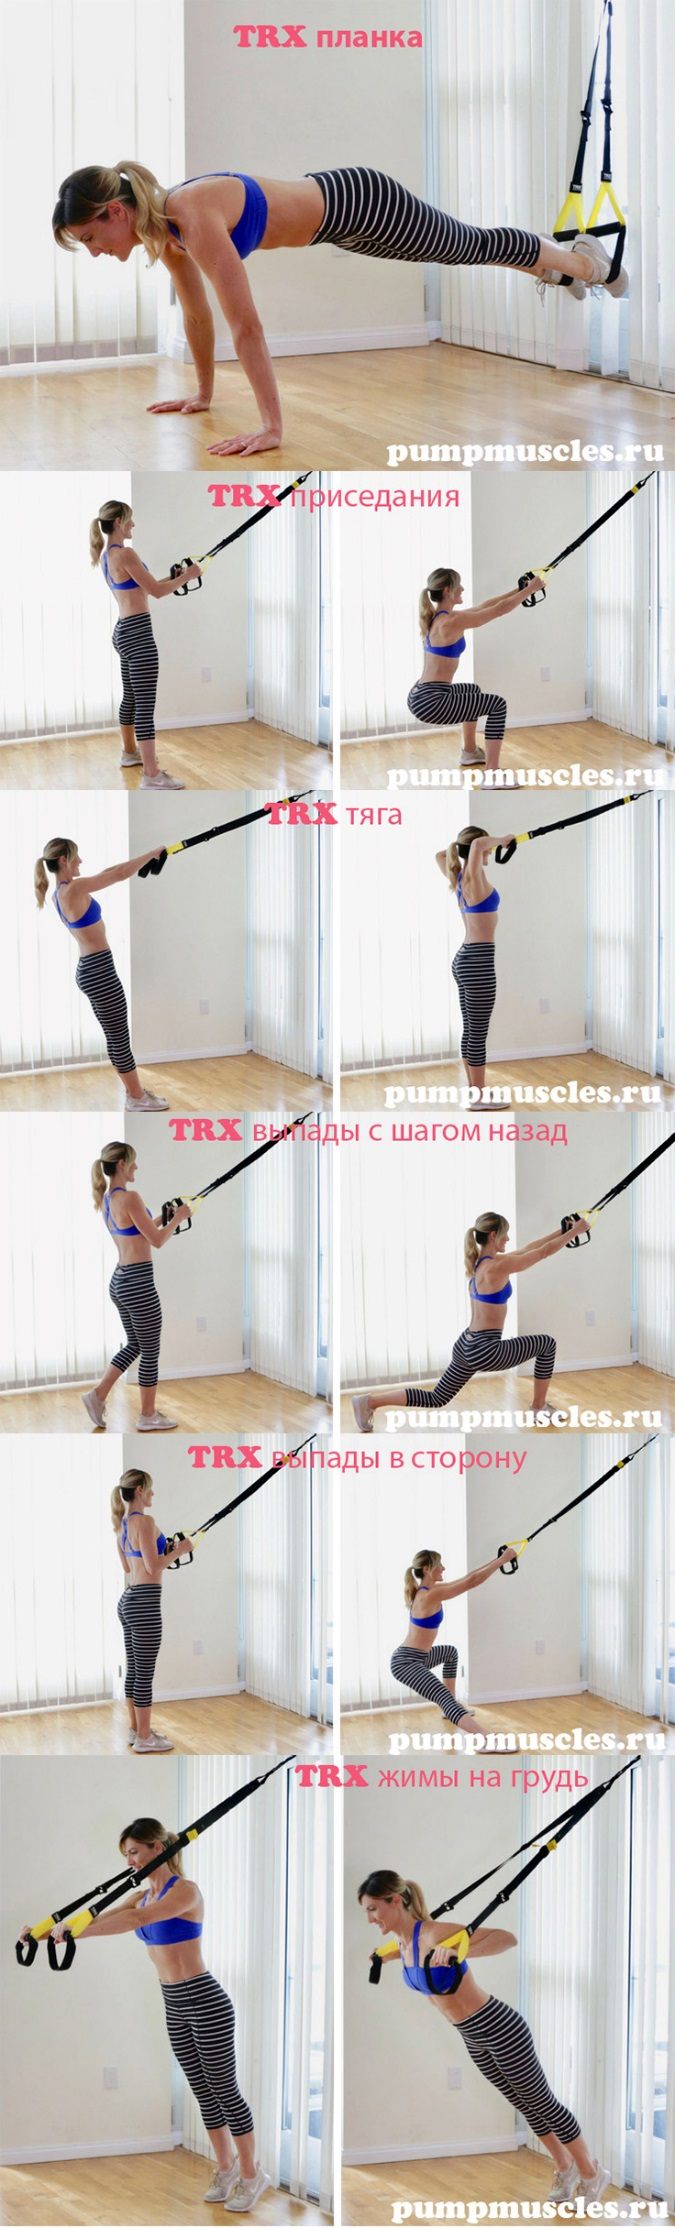 TRX планка
pumpmuscles.ru
TRX приседания
pumpmuscles.ru
TRX тяга
pumpmuscles.ru
TRX выпады с шагом назад
pumpmuscles.ru
TRX выпады в сторону
pumpmuscles.ru
TRX жимы на грудь
pumpmuscles.ru